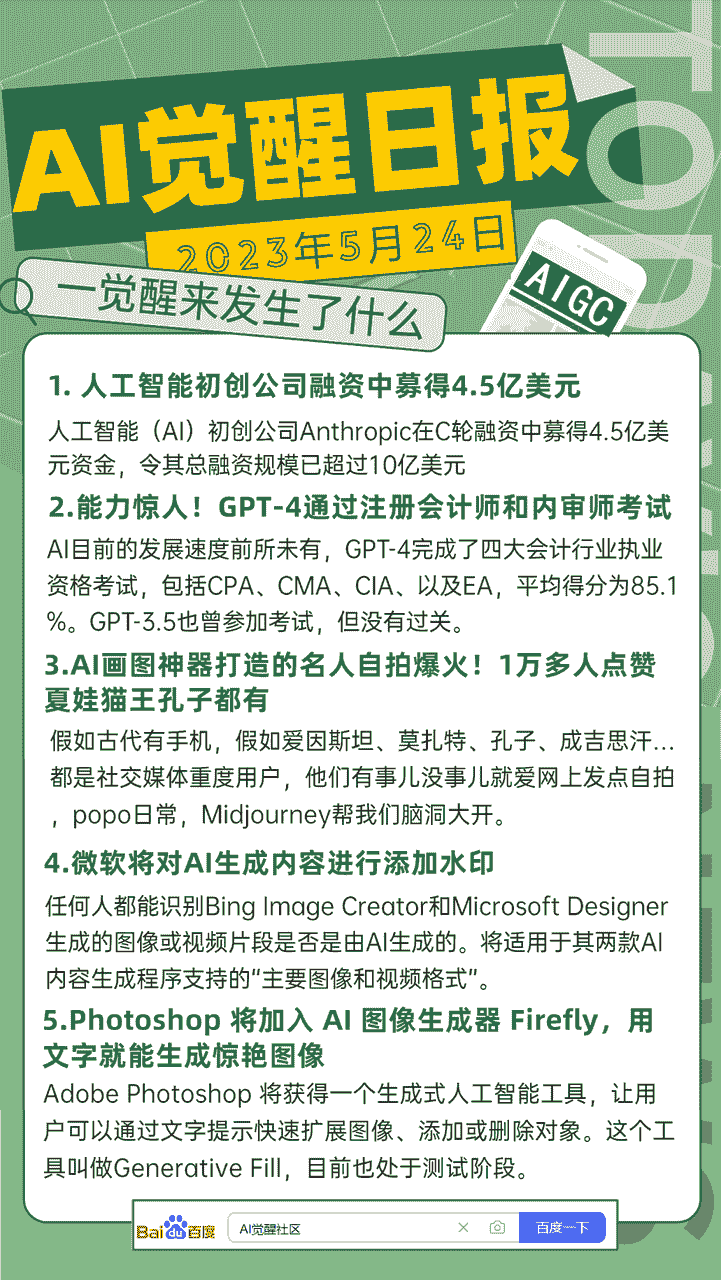 AI觉醒日报
2023年5月24日
一觉醒来发生了什么
AIGC
TOP
1. 人工智能初创公司融资中募得4.5亿美元
人工智能（AI）初创公司Anthropic在C轮融资中募得4.5亿美
元资金，令其总融资规模已超过10亿美元
2.能力惊人！GPT-4通过注册会计师和内审师考试
AI目前的发展速度前所未有，GPT-4完成了四大会计行业执业
资格考试，包括CPA、CMA、CIA、以及EA，平均得分为85.1
%。GPT-3.5也曾参加考试，但没有过关。
3.AI画图神器打造的名人自拍爆火！1万多人点赞
夏娃猫王孔子都有
假如古代有手机，假如爱因斯坦、莫扎特、孔子、成吉思汗...
都是社交媒体重度用户，他们有事儿没事儿就爱网上发点自拍
，popo日常，Midjourney帮我们脑洞大开。
4.微软将对AI生成内容进行添加水印
任何人都能识别Bing Image Creator和Microsoft Designer
生成的图像或视频片段是否是由AI生成的。将适用于其两款AI
内容生成程序支持的“主要图像和视频格式”。
5.Photoshop 将加入 AI 图像生成器 Firefly，用
文字就能生成惊艳图像
Adobe Photoshop 将获得一个生成式人工智能工具，让用
户可以通过文字提示快速扩展图像、添加或删除对象。这个工
具叫做Generative Fill，目前也处于测试阶段。
Bai du 百度 AI觉醒社区 百度一下